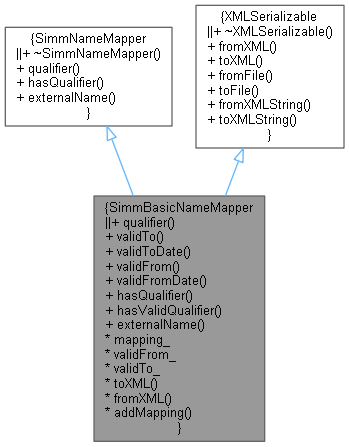 {SimmNameMapper
||+ ~SimmNameMapper()
+ qualifier()
+ hasQualifier()
+ externalName()
}
{XMLSerializable
||+ ~XMLSerializable()
+ fromXML()
+ toXML()
+ fromFile()
+ toFile()
+ fromXMLString()
+ toXMLString()
}
{SimmBasicNameMapper
||+ qualifier()
+ validTo()
+ validToDate()
+ validFrom()
+ validFromDate()
+ hasQualifier()
+ hasValidQualifier()
+ externalName()
* mapping_
* validFrom_
* validTo_
* toXML()
* fromXML()
* addMapping()
}